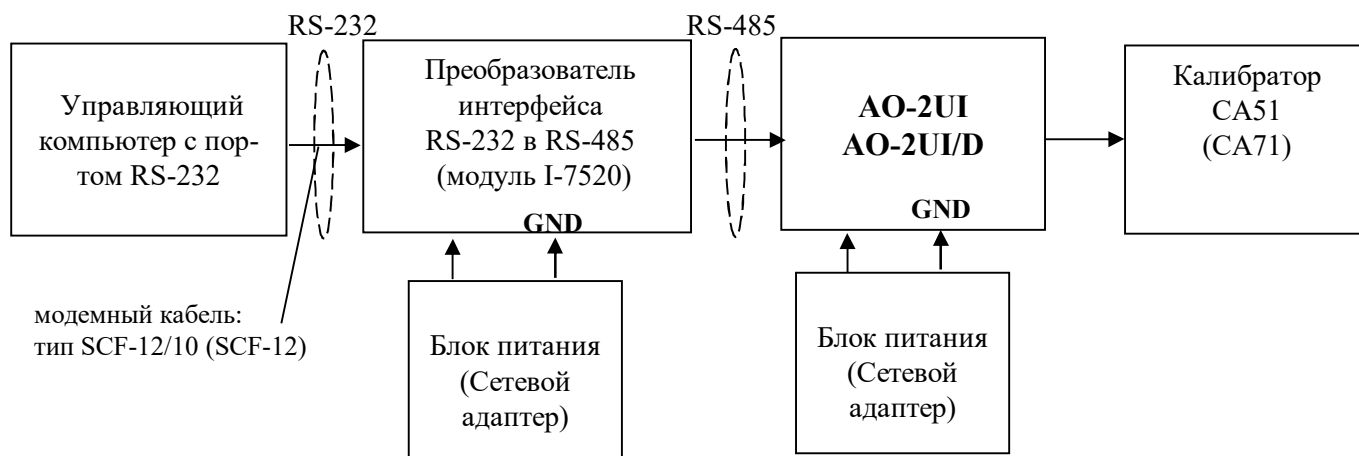 RS-232
RS-485
Управляющий
компьютер с пор-
том RS-232
Преобразователь
интерфейса
RS-232 в RS-485
(модуль I-7520)
GND
AO-2UI
AO-2UI/D
GND
Калибратор
CA51
(CA71)
модемный кабель:
тип SCF-12/10 (SCF-12)
Блок питания
(Сетевой
адаптер)
Блок питания
(Сетевой
адаптер)